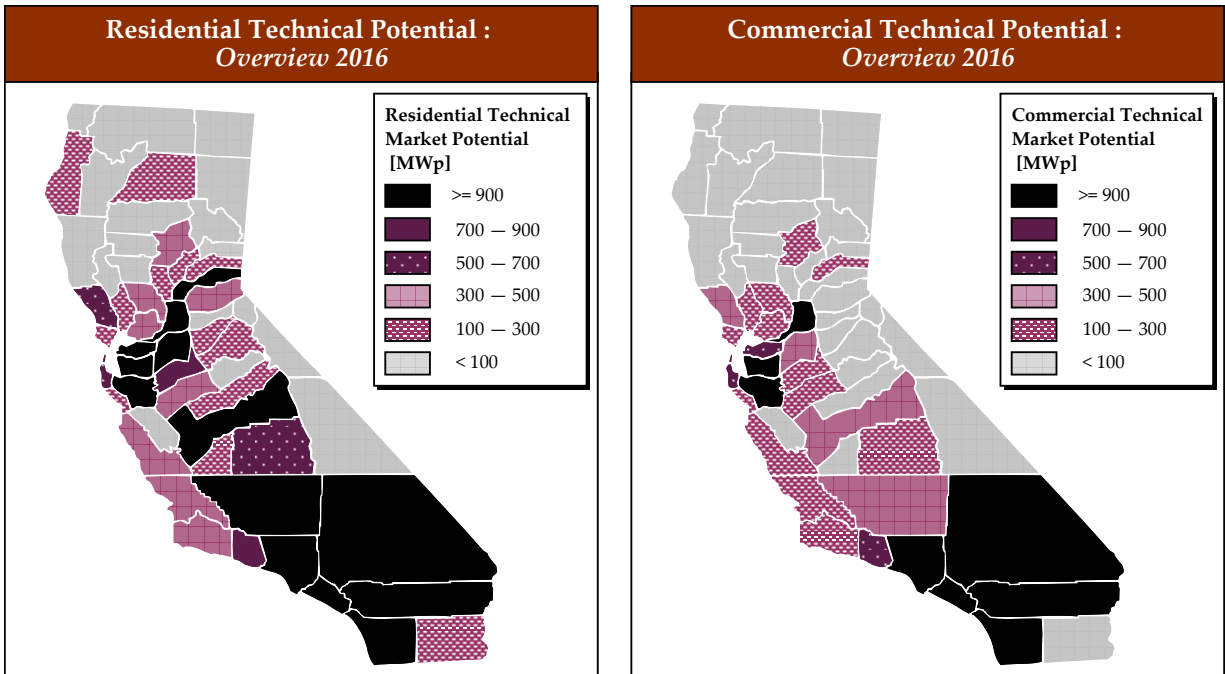 Residential Technical Potential :
Overview 2016
Residential Technical
Market Potential
[MWp]
>= 900
700 — 900
500 — 700
300 — 500
100 — 300
< 100
Commercial Technical Potential :
Overview 2016
Commercial Technical
Market Potential
[MWp]
>= 900
700 — 900
500 — 700
300 — 500
100 — 300
< 100